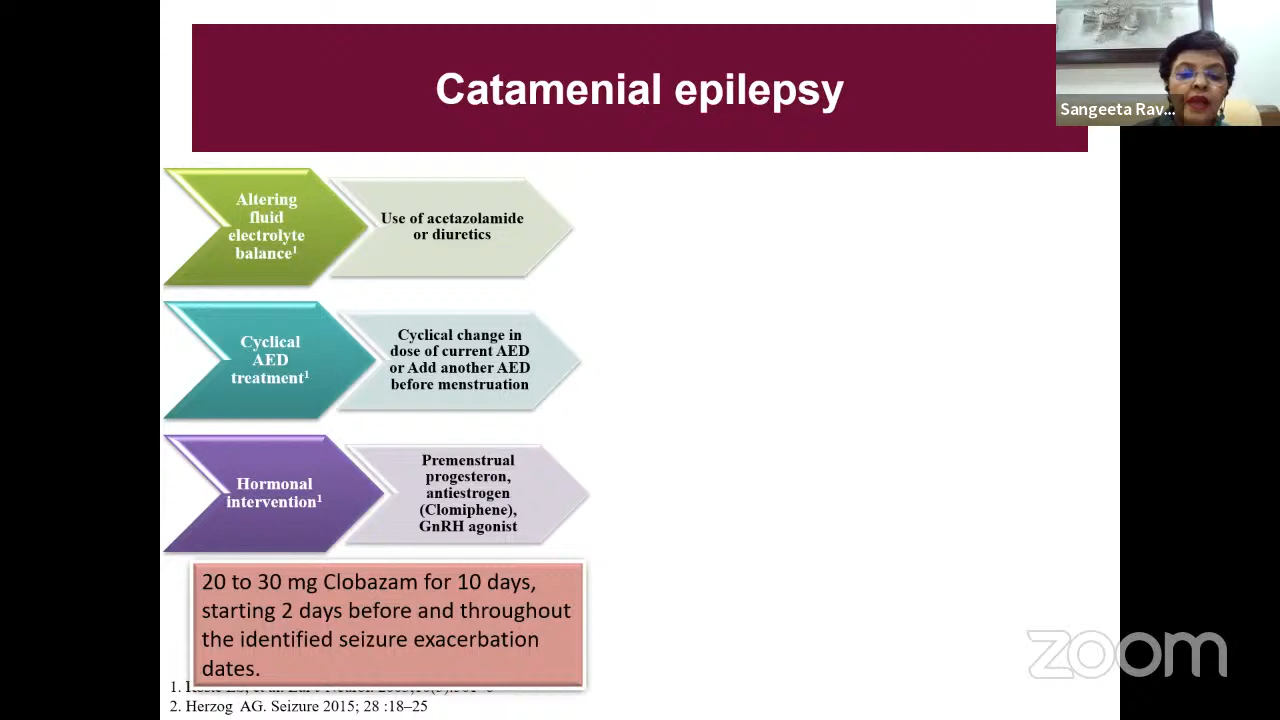 Catamenial epilepsy
Sangeeta Rav...
Altering
fluid
electrolyte
balance¹
Use of acetazolamide
or diuretics
Cyclical
AED
treatment¹
Cyclical change in
dose of current AED
or Add another AED
before menstruation
Hormonal
intervention¹
Premenstrual
progesteron,
antiestrogen
(Clomiphene),
GnRH agonist
20 to 30 mg Clobazam for 10 days,
starting 2 days before and throughout
the identified seizure exacerbation
dates.
1.
2. Herzog AG. Seizure 2015; 28 :18–25
zoom